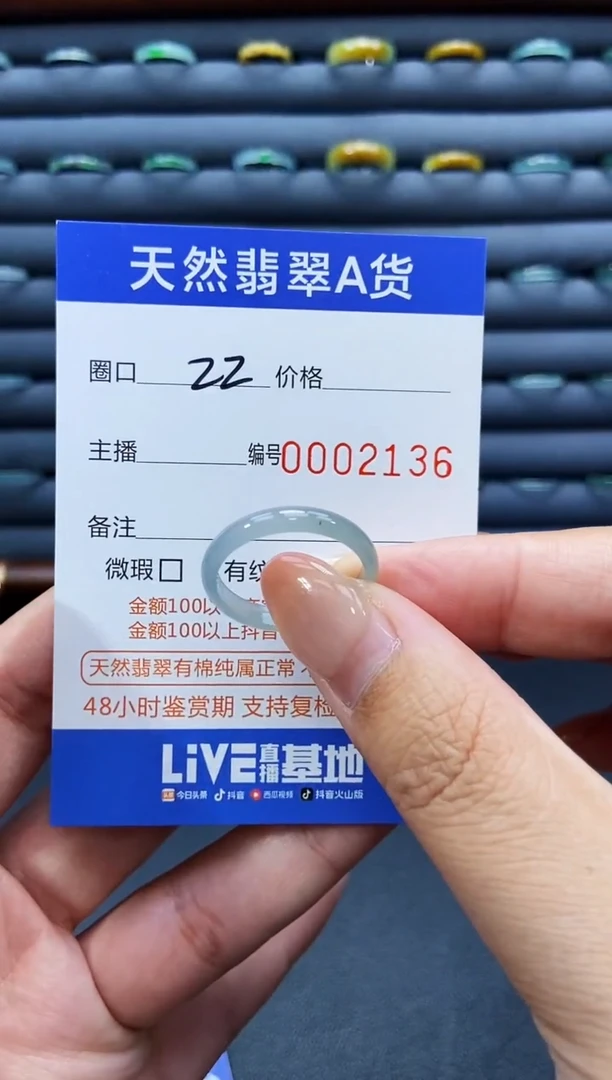 天然翡翠A货
圈口 22 价格
主播 编号0002136
备注
微瑕□ 有纹
金额100以
金额100以上抖音
天然翡翠有棉纯属正常
48小时鉴赏期 支持复检
LiVE直播基地
今日头条 抖音 西瓜视频 抖音火山版